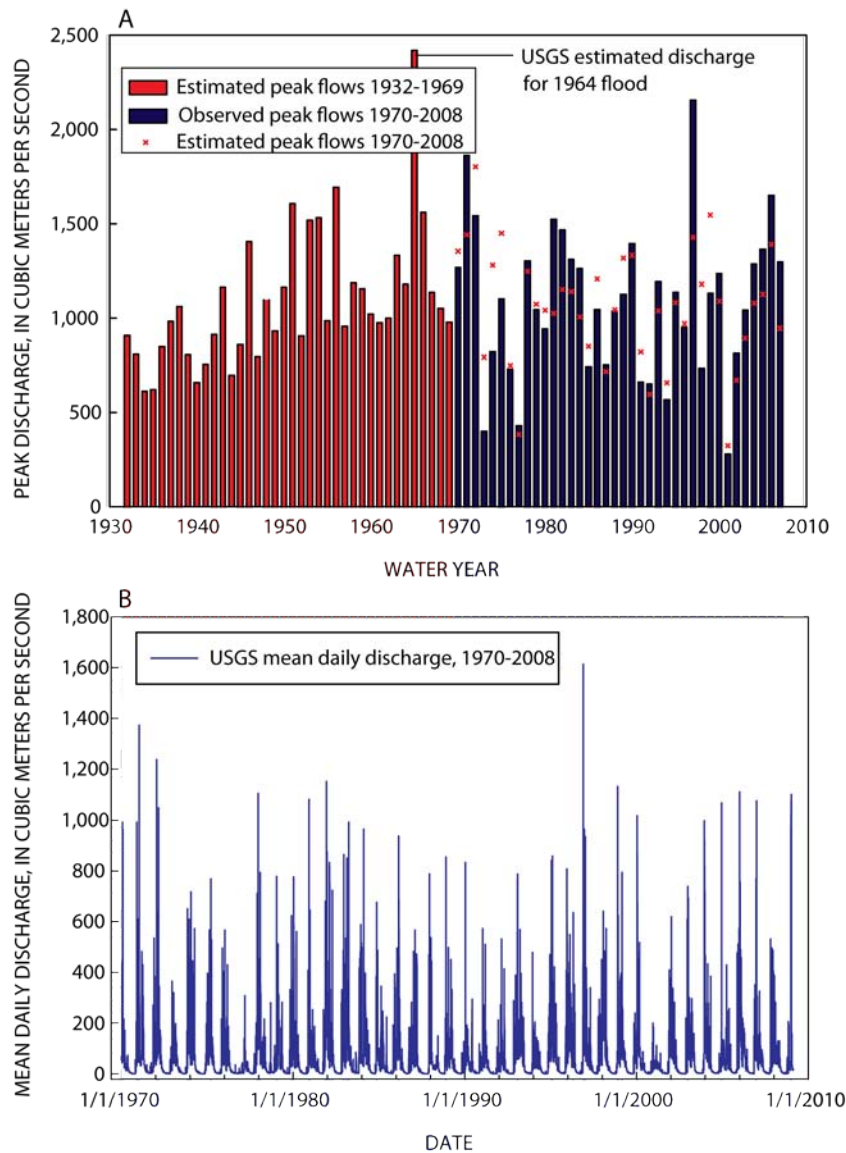 A
PEAK DISCHARGE, IN CUBIC METERS PER SECOND
2,500
2,000
1,500
1,000
500
0
USGS estimated discharge
for 1964 flood
Estimated peak flows 1932-1969
Observed peak flows 1970-2008
Estimated peak flows 1970-2008
1930 1940 1950 1960 1970 1980 1990 2000 2010
WATER YEAR
B
MEAN DAILY DISCHARGE, IN CUBIC METERS PER SECOND
1,800
1,600
1,400
1,200
1,000
800
600
400
200
0
USGS mean daily discharge, 1970-2008
1/1/1970 1/1/1980 1/1/1990 1/1/2000 1/1/2010
DATE